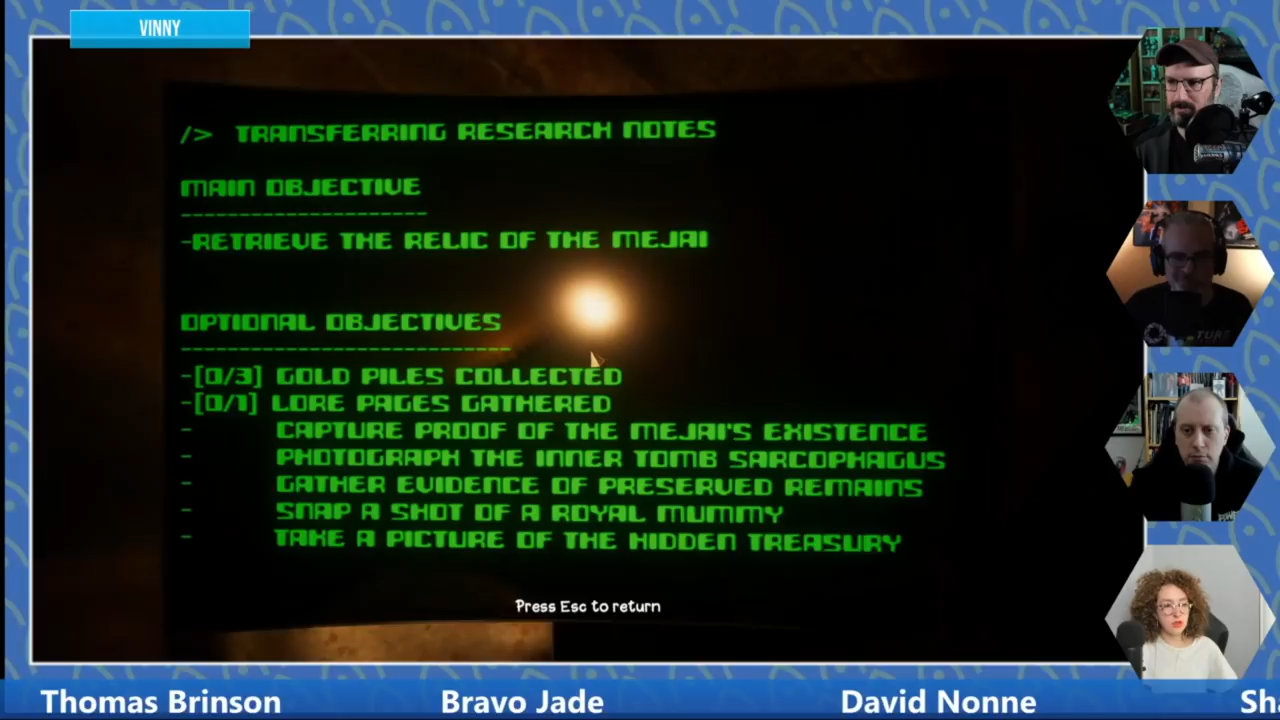 VINNY
/> TRANSFERRING RESEARCH NOTES
MAIN OBJECTIVE
-RETRIEVE THE RELIC OF THE MEJAI
OPTIONAL OBJECTIVES
-[0/3] GOLD PILES COLLECTED
-[0/1] LORE PAGES GATHERED
- CAPTURE PROOF OF THE MEJAI'S EXISTENCE
- PHOTOGRAPH THE INNER TOMB SARCOPHAGUS
- GATHER EVIDENCE OF PRESERVED REMAINS
- SNAP A SHOT OF A ROYAL MUMMY
- TAKE A PICTURE OF THE HIDDEN TREASURY
Press Esc to return
Thomas Brinson Bravo Jade David Nonne